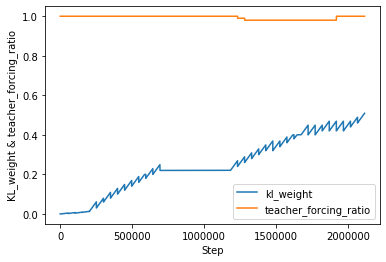 1.0
0.8
0.6
0.4
0.2
0.0
KL_weight & teacher_forcing_ratio
0
500000
1000000
1500000
2000000
Step
kl_weight
teacher_forcing_ratio